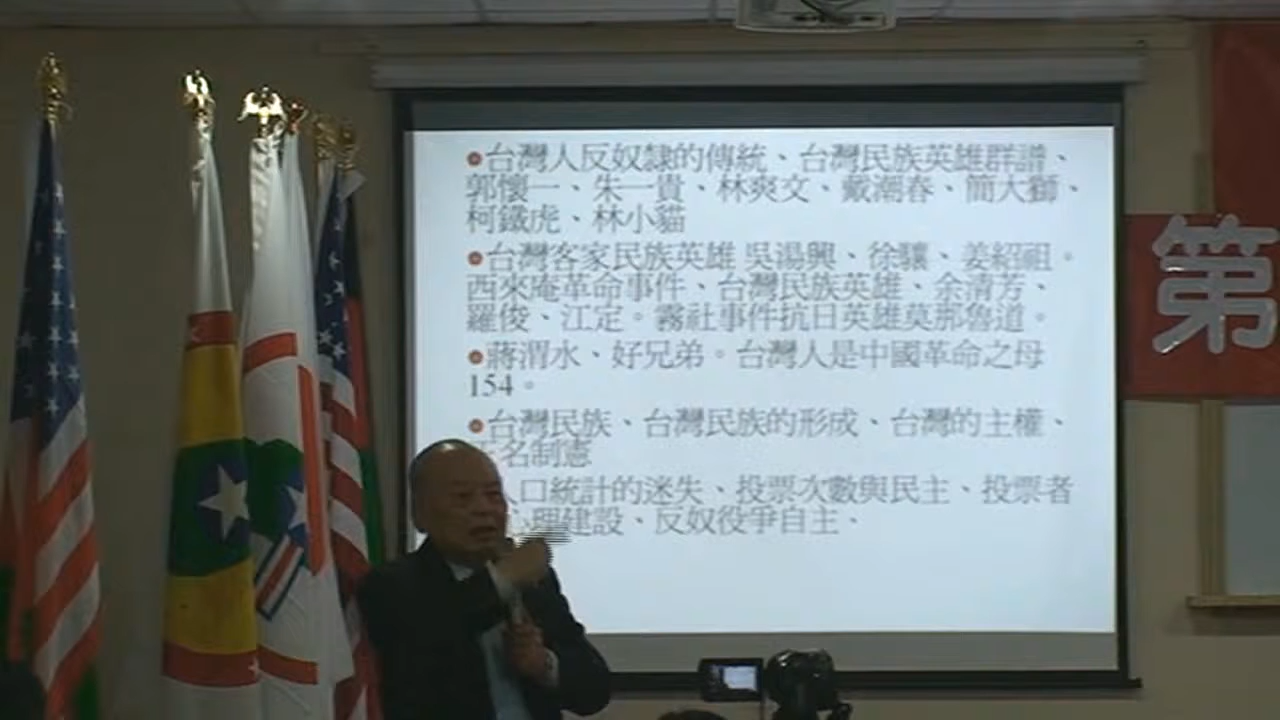 台灣人反奴隸的傳統、台灣民族英雄群譜、
郭懷一、朱一貴、林爽文、戴潮春、簡大獅、
柯鐵虎、林小貓
台灣客家民族英雄 吳湯興、徐驤、姜紹祖。
西來庵革命事件、台灣民族英雄、余清芳、
羅俊、江定。霧社事件抗日英雄莫那魯道。
蔣渭水、好兄弟。台灣人是中國革命之母
154。
台灣民族、台灣民族的形成、台灣的主權、
名制憲
人口統計的迷失、投票次數與民主、投票者
理建設、反奴役爭自主、
第